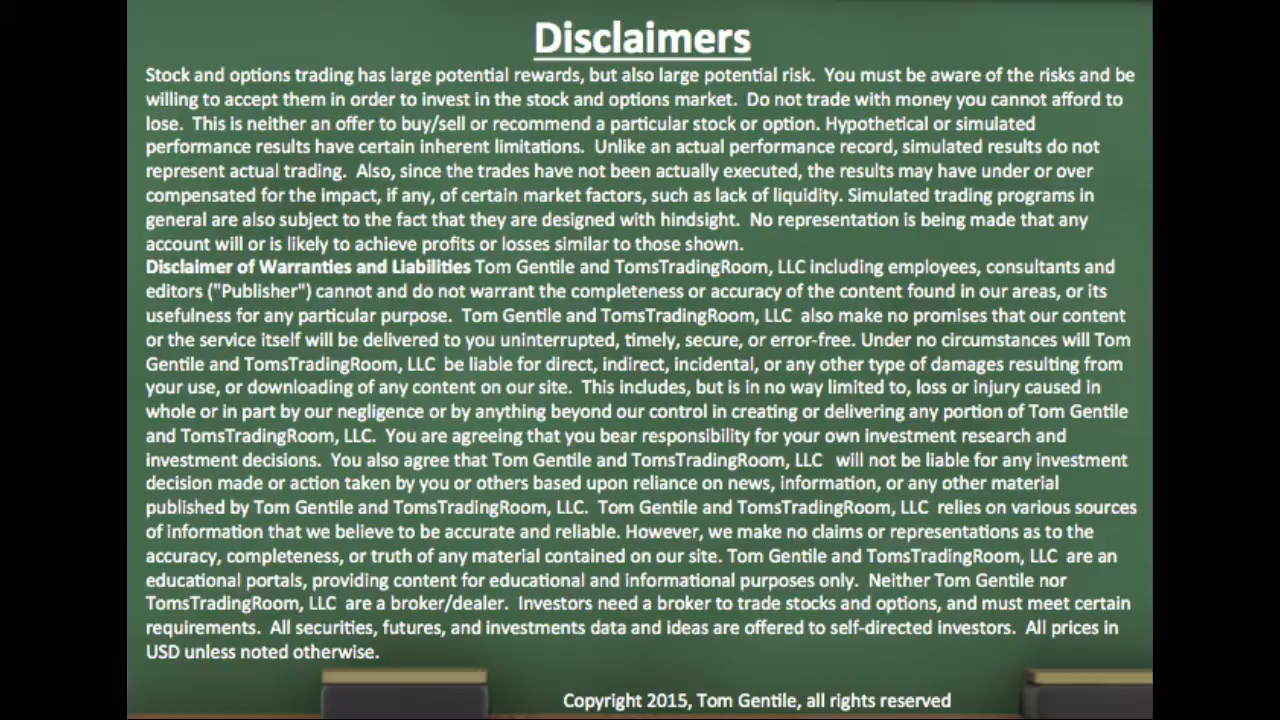 Disclaimers
Stock and options trading has large potential rewards, but also large potential risk.  You must be aware of the risks and be
willing to accept them in order to invest in the stock and options market.  Do not trade with money you cannot afford to
lose.  This is neither an offer to buy/sell or recommend a particular stock or option. Hypothetical or simulated
performance results have certain inherent limitations.  Unlike an actual performance record, simulated results do not
represent actual trading.  Also, since the trades have not been actually executed, the results may have under or over
compensated for the impact, if any, of certain market factors, such as lack of liquidity. Simulated trading programs in
general are also subject to the fact that they are designed with hindsight.  No representation is being made that any
account will or is likely to achieve profits or losses similar to those shown.
Disclaimer of Warranties and Liabilities Tom Gentile and TomsTradingRoom, LLC including employees, consultants and
editors ("Publisher") cannot and do not warrant the completeness or accuracy of the content found in our areas, or its
usefulness for any particular purpose.  Tom Gentile and TomsTradingRoom, LLC  also make no promises that our content
or the service itself will be delivered to you uninterrupted, timely, secure, or error-free. Under no circumstances will Tom
Gentile and TomsTradingRoom, LLC  be liable for direct, indirect, incidental, or any other type of damages resulting from
your use, or downloading of any content on our site.  This includes, but is in no way limited to, loss or injury caused in
whole or in part by our negligence or by anything beyond our control in creating or delivering any portion of Tom Gentile
and TomsTradingRoom, LLC.  You are agreeing that you bear responsibility for your own investment research and
investment decisions.  You also agree that Tom Gentile and TomsTradingRoom, LLC   will not be liable for any investment
decision made or action taken by you or others based upon reliance on news, information, or any other material
published by Tom Gentile and TomsTradingRoom, LLC.  Tom Gentile and TomsTradingRoom, LLC  relies on various sources
of information that we believe to be accurate and reliable. However, we make no claims or representations as to the
accuracy, completeness, or truth of any material contained on our site. Tom Gentile and TomsTradingRoom, LLC  are an
educational portals, providing content for educational and informational purposes only.  Neither Tom Gentile nor
TomsTradingRoom, LLC  are a broker/dealer.  Investors need a broker to trade stocks and options, and must meet certain
requirements.  All securities, futures, and investments data and ideas are offered to self-directed investors.  All prices in
USD unless noted otherwise.
Copyright 2015, Tom Gentile, all rights reserved